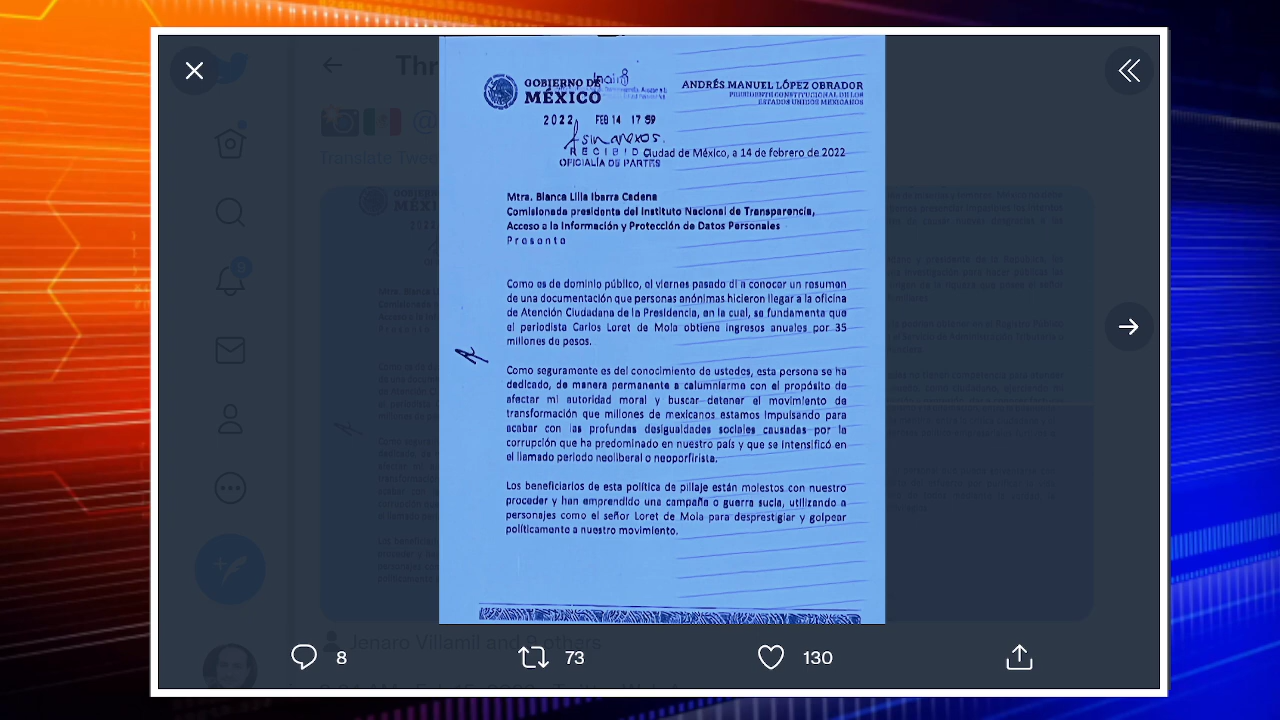 Thr
Translate Twee
GOBIERNO DE
MÉXICO
ANDRÉS MANUEL LÓPEZ OBRADOR
PRESIDENTE CONSTITUCIONAL DE LOS
ESTADOS UNIDOS MEXICANOS
2022 FEB 14 17 59
RECIBIDO
OFICIALÍA DE PARTES
Ciudad de México, a 14 de febrero de 2022
Mtra. Blanca Lilia Ibarra Cadena
Comisionada presidenta del Instituto Nacional de Transparencia,
Acceso a la Información y Protección de Datos Personales
Presente
Como es de dominio público, el viernes pasado di a conocer un resumen
de una documentación que personas anónimas hicieron llegar a la oficina
de Atención Ciudadana de la Presidencia, en la cual, se fundamenta que
el periodista Carlos Loret de Mola obtiene ingresos anuales por 35
millones de pesos.
Como seguramente es del conocimiento de ustedes, esta persona se ha
dedicado, de manera permanente a calumniarme con el propósito de
afectar mi autoridad moral y buscar detener el movimiento de
transformación que millones de mexicanos estamos impulsando para
acabar con las profundas desigualdades sociales causadas por la
corrupción que ha predominado en nuestro país y que se intensificó en
el llamado periodo neoliberal o neoporfirista.
Los beneficiarios de esta política de pillaje están molestos con nuestro
proceder y han emprendido una campaña o guerra sucia, utilizando a
personajes como el señor Loret de Mola para desprestigiar y golpear
políticamente a nuestro movimiento.
Jenaro Villamil and 9 others
8
73
130